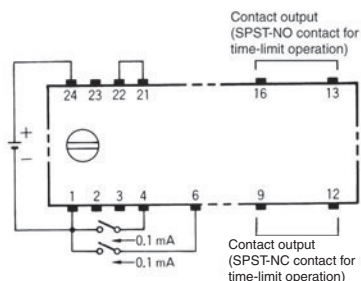 Contact output
(SPST-NO contact for
time-limit operation)
24 23 22 21 16 13
+
−
1 2 3 4 6 9 12
0.1 mA
0.1 mA
Contact output
(SPST-NC contact for
time-limit operation)